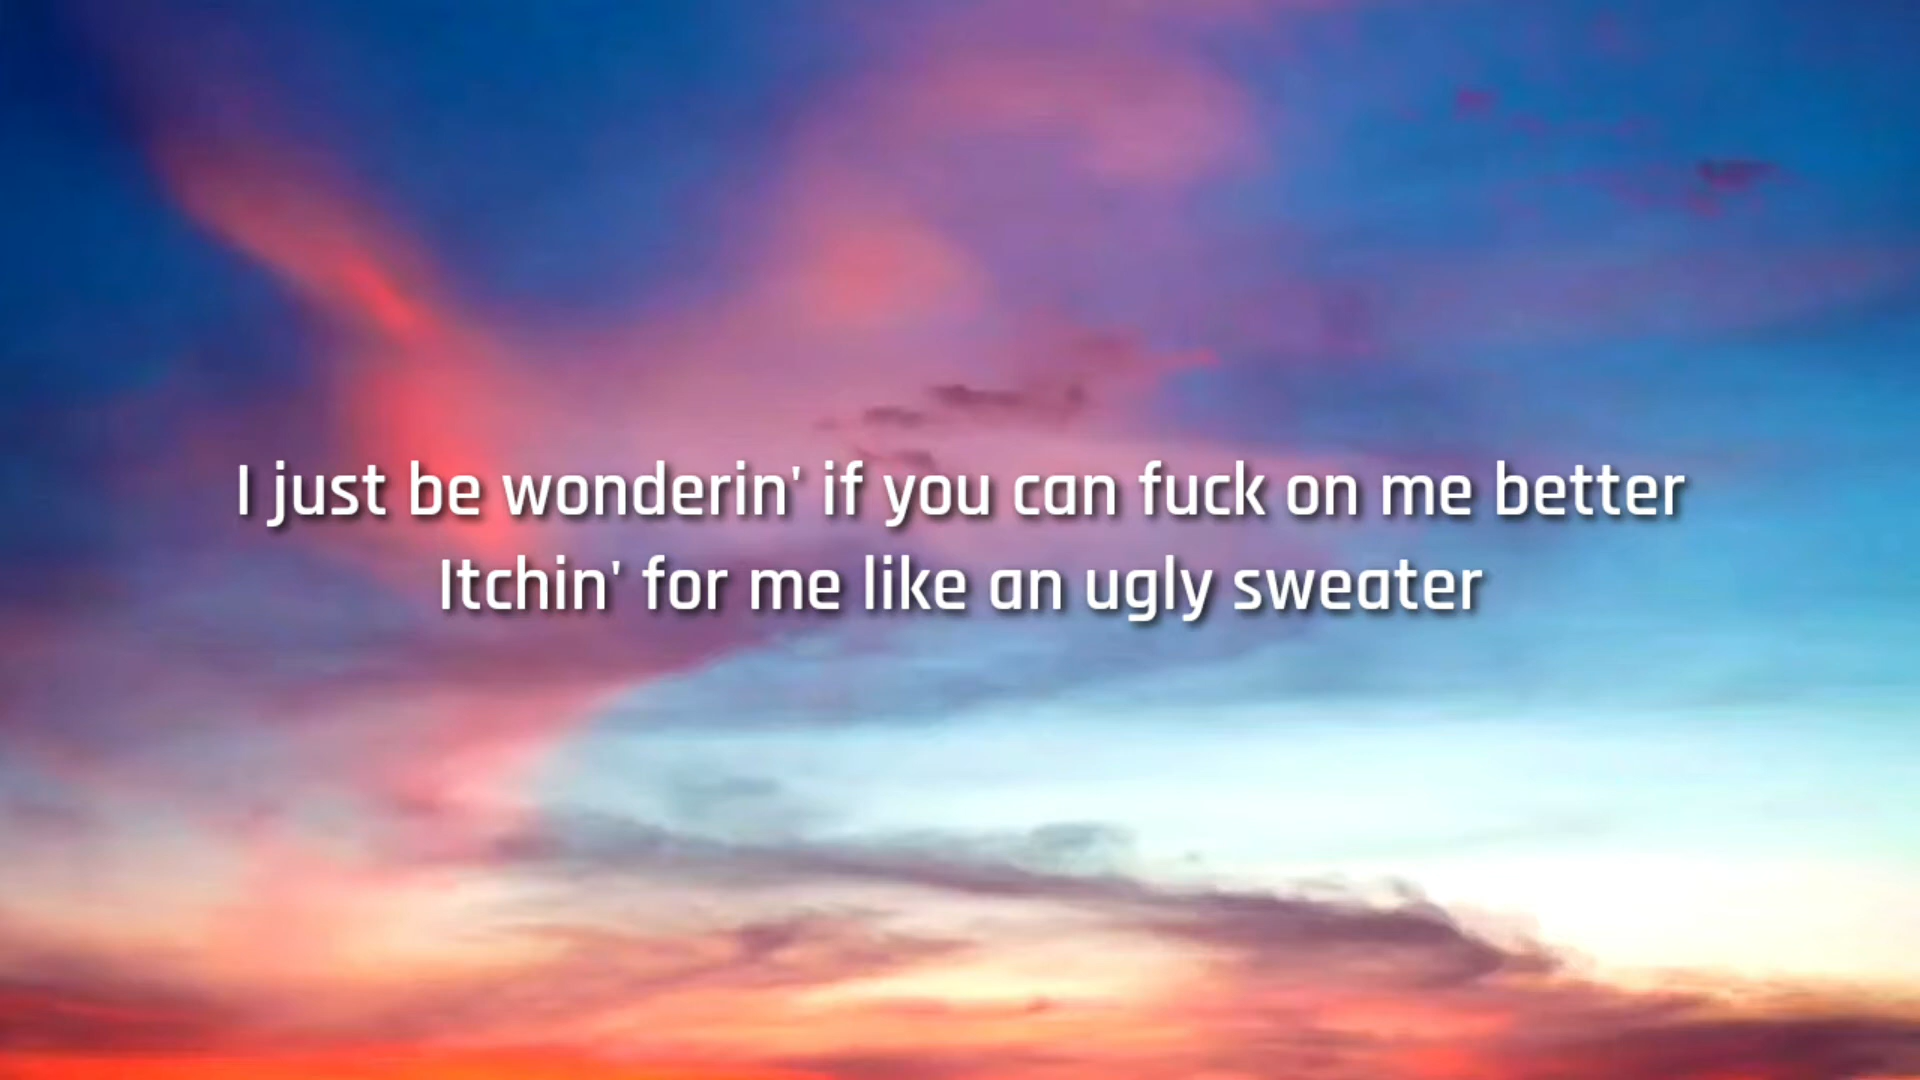 I just be wonderin' if you can fuck on me better
Itchin' for me like an ugly sweater